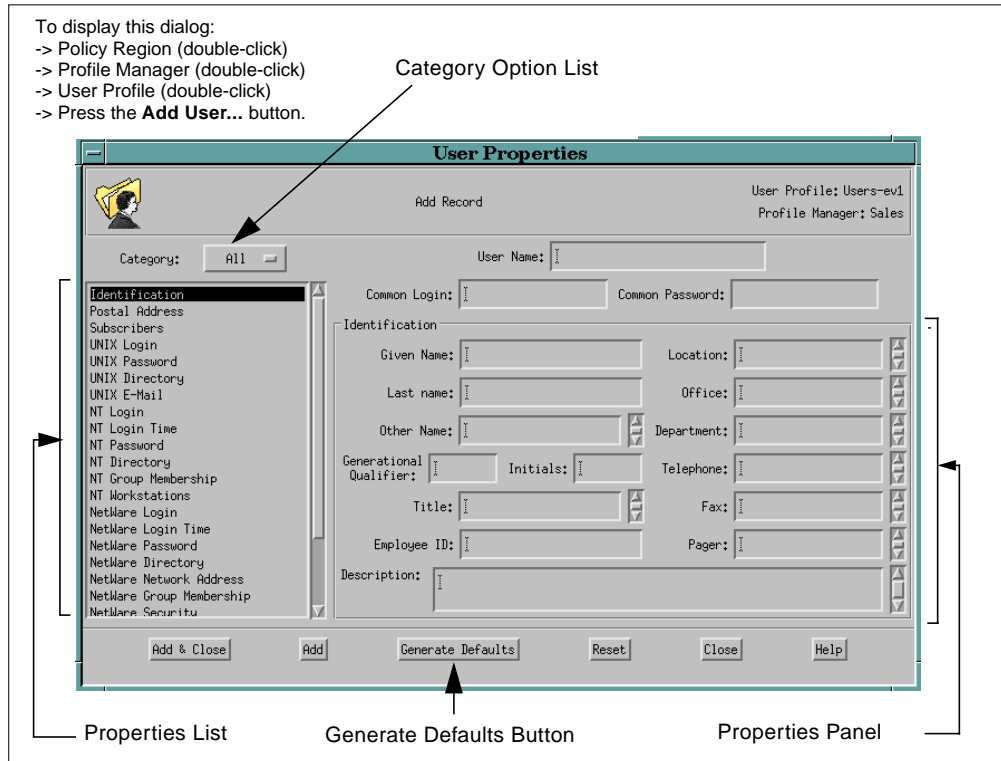 To display this dialog:
-> Policy Region (double-click)
-> Profile Manager (double-click)
-> User Profile (double-click)
-> Press the Add User... button.
Category Option List
User Properties
Add Record
User Profile: Users-ev1
Profile Manager: Sales
Category: All
User Name:
Common Login:
Common Password:
Identification
Postal Address
Subscribers
UNIX Login
UNIX Password
UNIX Directory
UNIX E-Mail
NT Login
NT Login Time
NT Password
NT Directory
NT Group Membership
NT Workstations
NetWare Login
NetWare Login Time
NetWare Password
NetWare Directory
NetWare Network Address
NetWare Group Membership
NetWare Security
Identification
Given Name:
Location:
Last name:
Office:
Other Name:
Department:
Generational
Qualifier:
Initials:
Telephone:
Title:
Fax:
Employee ID:
Pager:
Description:
Add & Close
Add
Generate Defaults
Reset
Close
Help
Properties List
Generate Defaults Button
Properties Panel